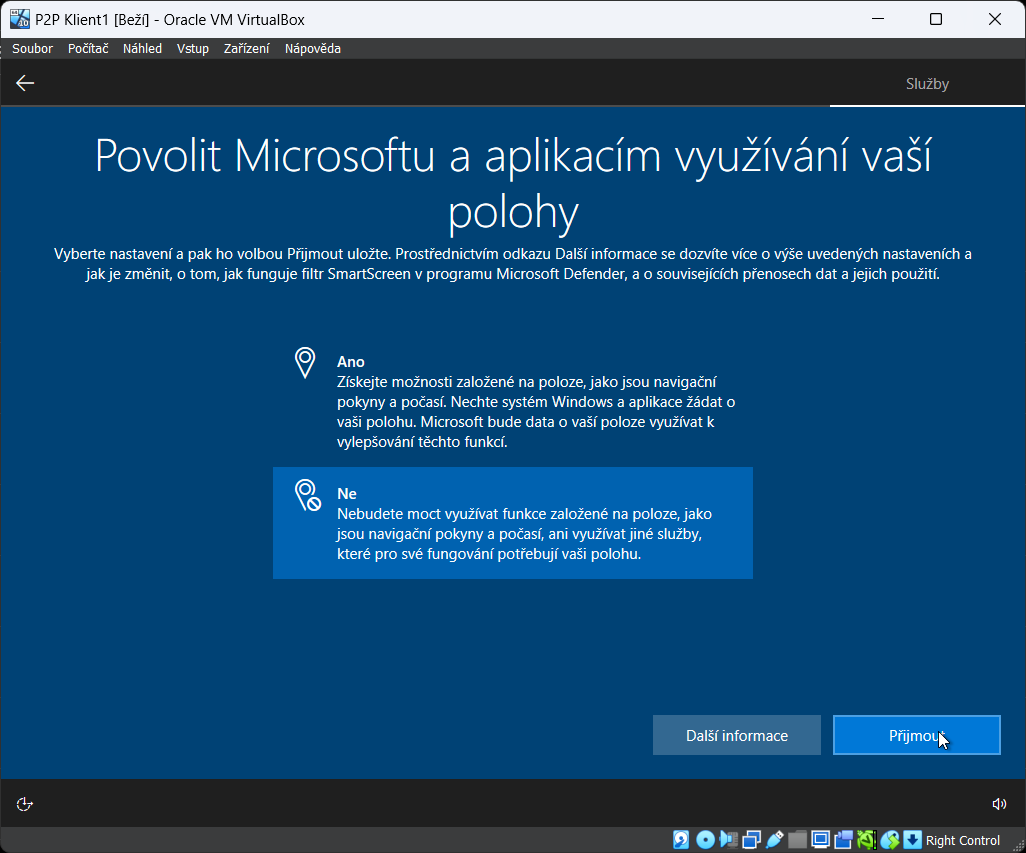 P2P Klient1 [Beží] - Oracle VM VirtualBox
Soubor Počítač Náhled Vstup Zařízení Nápověda
Služby
Povolit Microsoftu a aplikacím využívání vaší
polohy
Vyberte nastavení a pak ho volbou Přijmout uložte. Prostřednictvím odkazu Další informace se dozvíte více o výše uvedených nastaveních a
jak je změnit, o tom, jak funguje filtr SmartScreen v programu Microsoft Defender, a o souvisejících přenosech dat a jejich použití.
Ano
Získejte možnosti založené na poloze, jako jsou navigační
pokyny a počasí. Nechte systém Windows a aplikace žádat o
vaši polohu. Microsoft bude data o vaší poloze využívat k
vylepšování těchto funkcí.
Ne
Nebudete moct využívat funkce založené na poloze, jako
jsou navigační pokyny a počasí, ani využívat jiné služby,
které pro své fungování potřebují vaši polohu.
Další informace Přijmout
Right Control